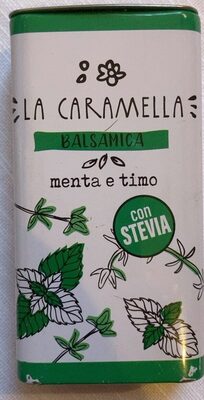 LA CARAMELLA
BALSAMICA
menta e timo
con
STEVIA